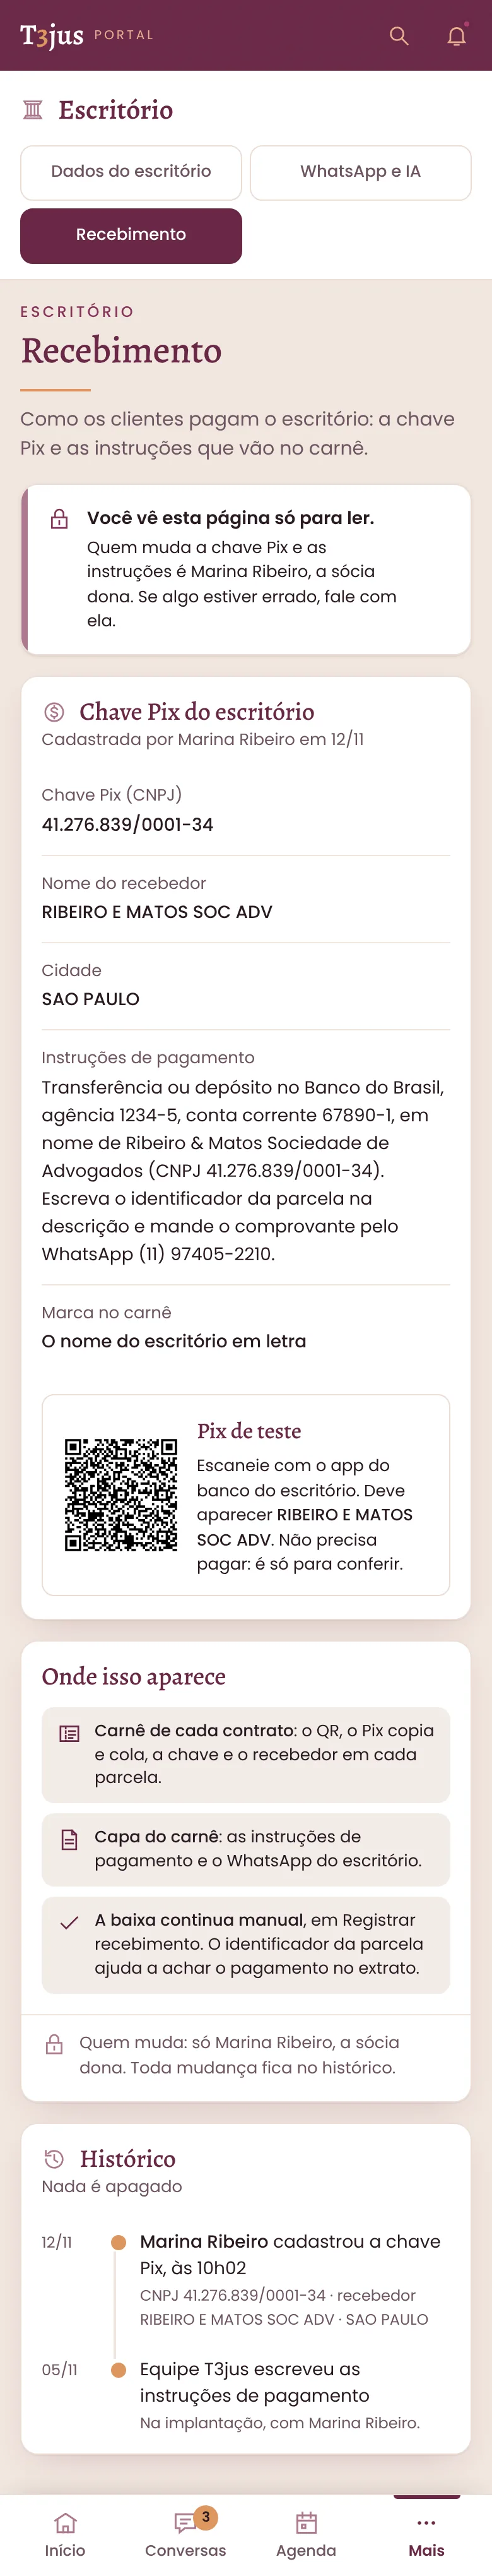 T3jus PORTAL
Escritório
Dados do escritório
WhatsApp e IA
Recebimento
ESCRITÓRIO
Recebimento
Como os clientes pagam o escritório: a chave
Pix e as instruções que vão no carnê.
Você vê esta página só para ler.
Quem muda a chave Pix e as
instruções é Marina Ribeiro, a sócia
dona. Se algo estiver errado, fale com
ela.
Chave Pix do escritório
Cadastrada por Marina Ribeiro em 12/11
Chave Pix (CNPJ)
41.276.839/0001-34
Nome do recebedor
RIBEIRO E MATOS SOC ADV
Cidade
SAO PAULO
Instruções de pagamento
Transferência ou depósito no Banco do Brasil,
agência 1234-5, conta corrente 67890-1, em
nome de Ribeiro & Matos Sociedade de
Advogados (CNPJ 41.276.839/0001-34).
Escreva o identificador da parcela na
descrição e mande o comprovante pelo
WhatsApp (11) 97405-2210.
Marca no carnê
O nome do escritório em letra
Pix de teste
Escaneie com o app do
banco do escritório. Deve
aparecer RIBEIRO E MATOS
SOC ADV. Não precisa
pagar: é só para conferir.
Onde isso aparece
Carnê de cada contrato: o QR, o Pix copia
e cola, a chave e o recebedor em cada
parcela.
Capa do carnê: as instruções de
pagamento e o WhatsApp do escritório.
A baixa continua manual, em Registrar
recebimento. O identificador da parcela
ajuda a achar o pagamento no extrato.
Quem muda: só Marina Ribeiro, a sócia
dona. Toda mudança fica no histórico.
Histórico
Nada é apagado
12/11
Marina Ribeiro cadastrou a chave
Pix, às 10h02
CNPJ 41.276.839/0001-34 · recebedor
RIBEIRO E MATOS SOC ADV · SAO PAULO
05/11
Equipe T3jus escreveu as
instruções de pagamento
Na implantação, com Marina Ribeiro.
Início
Conversas
3
Agenda
Mais